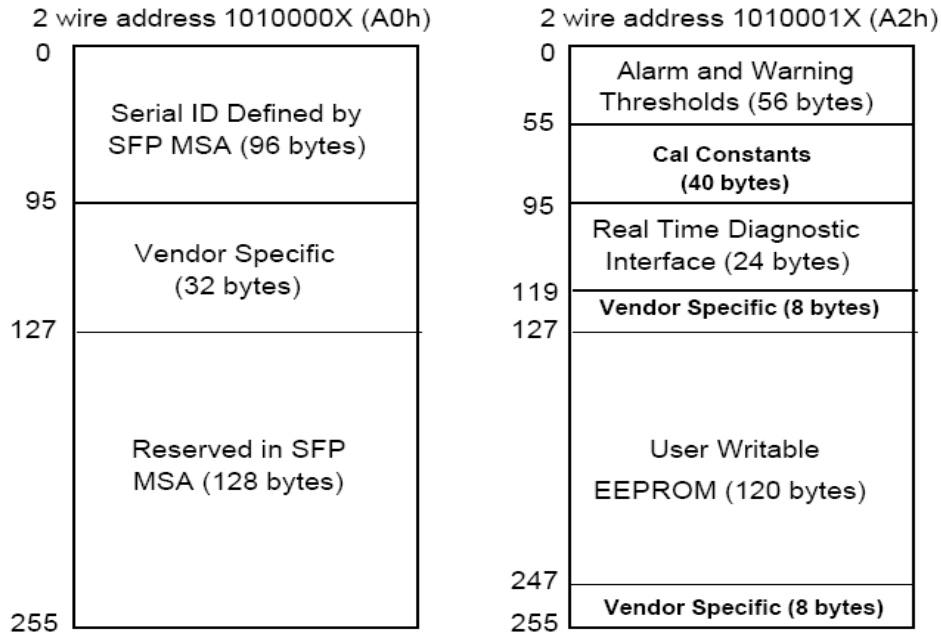 2 wire address 1010000X (A0h)
0
Serial ID Defined by
SFP MSA (96 bytes)
95
Vendor Specific
(32 bytes)
127
Reserved in SFP
MSA (128 bytes)
255
2 wire address 1010001X (A2h)
0
Alarm and Warning
Thresholds (56 bytes)
55
Cal Constants
(40 bytes)
95
Real Time Diagnostic
Interface (24 bytes)
119
Vendor Specific (8 bytes)
127
User Writable
EEPROM (120 bytes)
247
Vendor Specific (8 bytes)
255